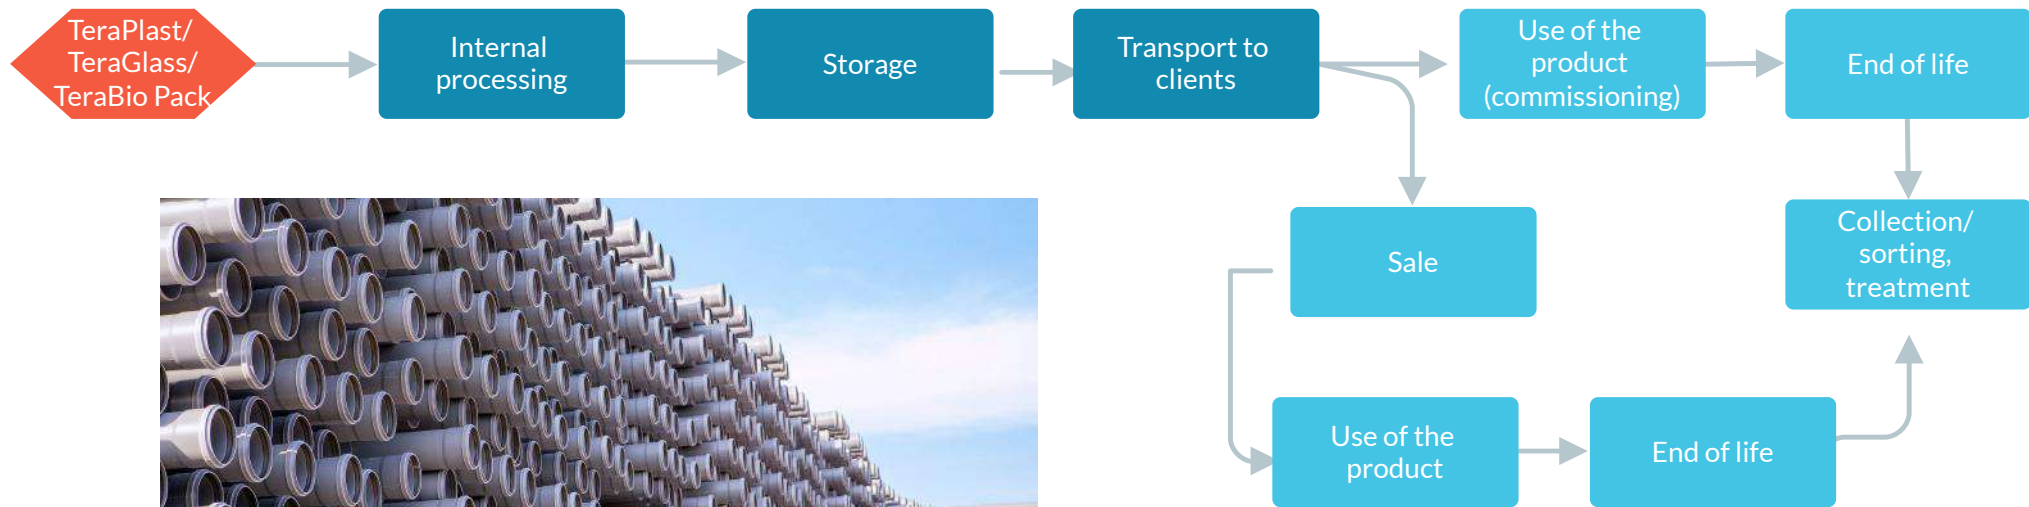 TeraPlast/
TeraGlass/
TeraBio Pack
Internal
processing
Storage
Transport to
clients
Use of the
product
(commissioning)
End of life
Sale
Collection/
sorting,
treatment
Use of the
product
End of life